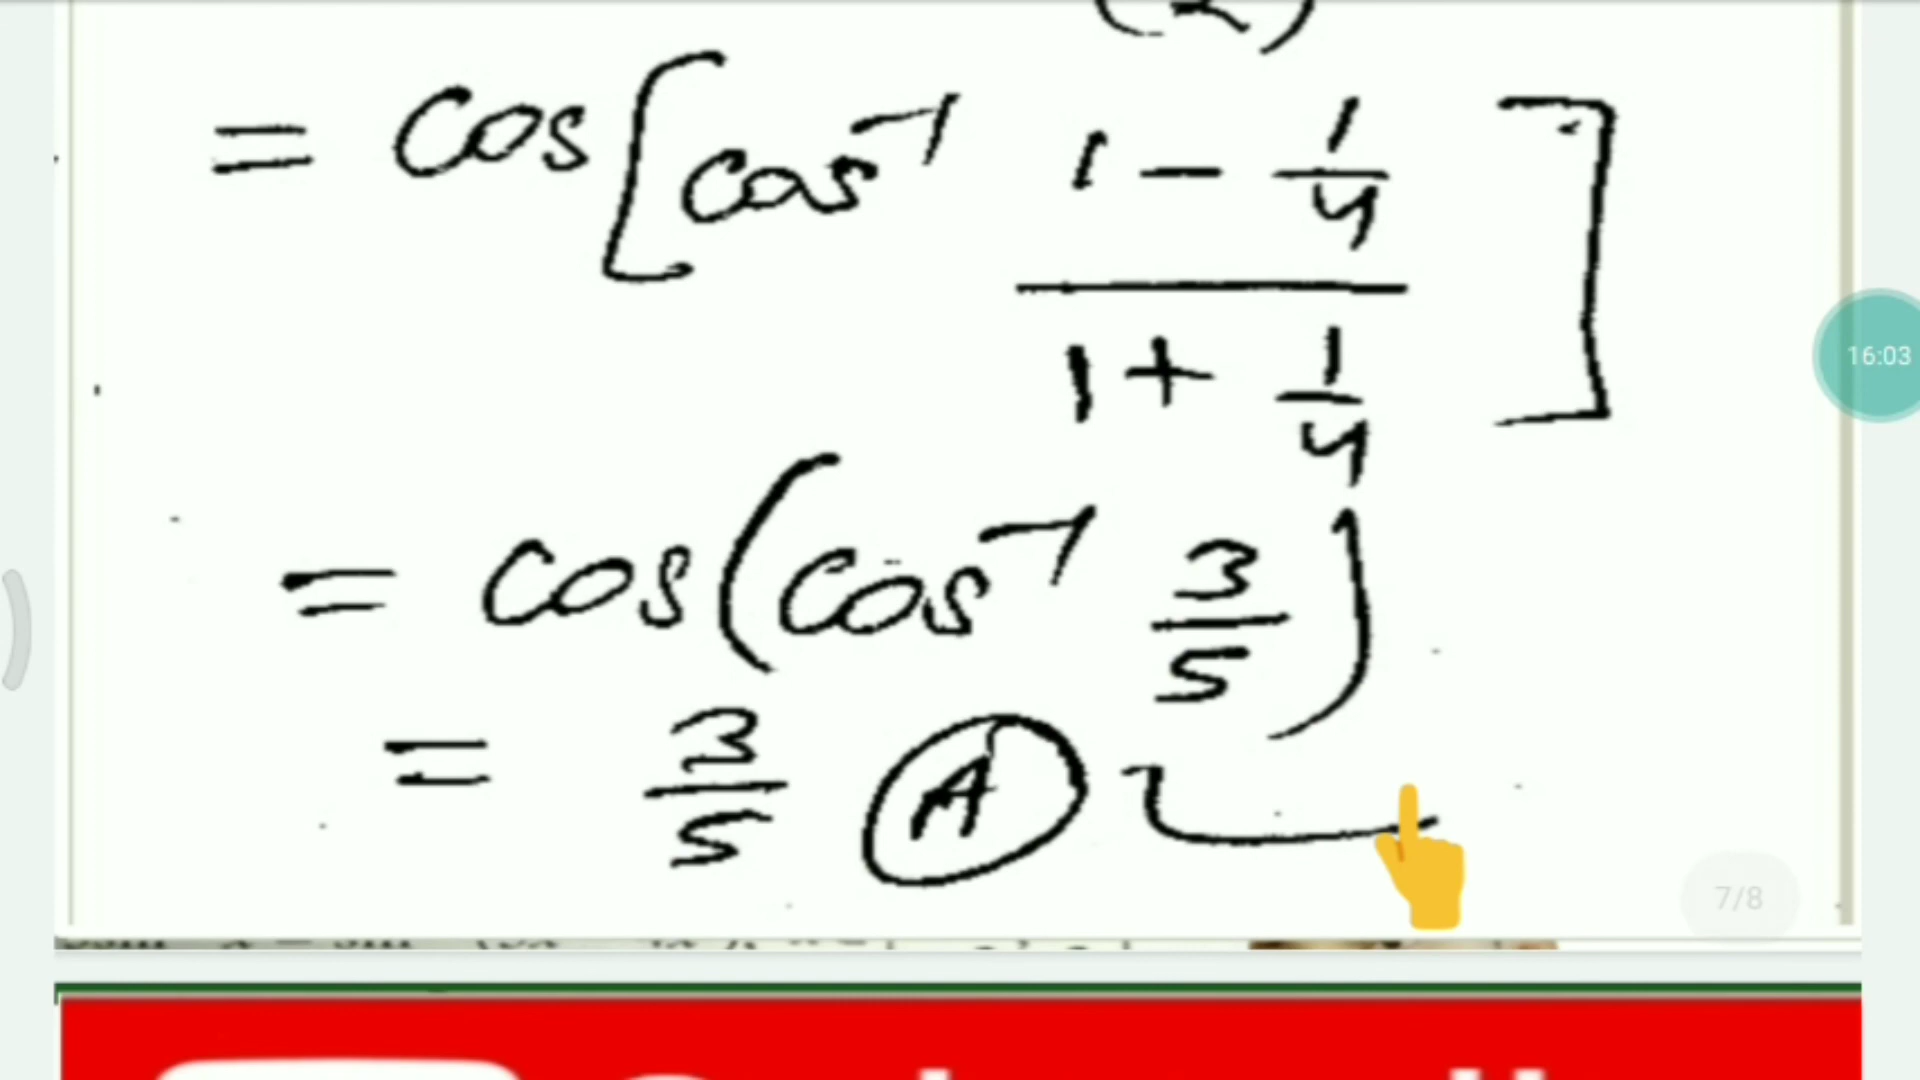 = cos[cos⁻¹ (1 - 1/4)/(1 + 1/4)]
16:03
= cos(cos⁻¹ 3/5)
= 3/5 (A)
7/8